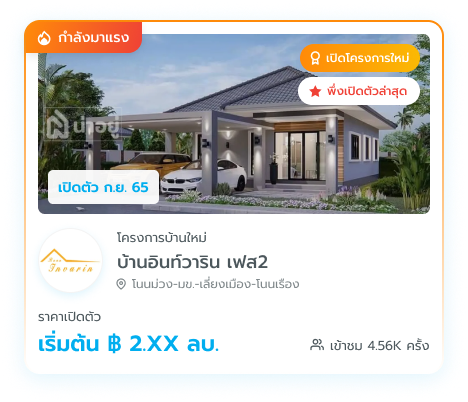 กำลังมาแรง
เปิดโครงการใหม่
พึ่งเปิดตัวล่าสุด
น่าอยู่
เปิดตัว ก.ย. 65
โครงการบ้านใหม่
บ้านอินท์วาริน เฟส2
Invarin
โนนม่วง-มข.-เลี่ยงเมือง-โนนเรือง
ราคาเปิดตัว
เริ่มต้น ฿ 2.XX ลบ.
เข้าชม 4.56K ครั้ง